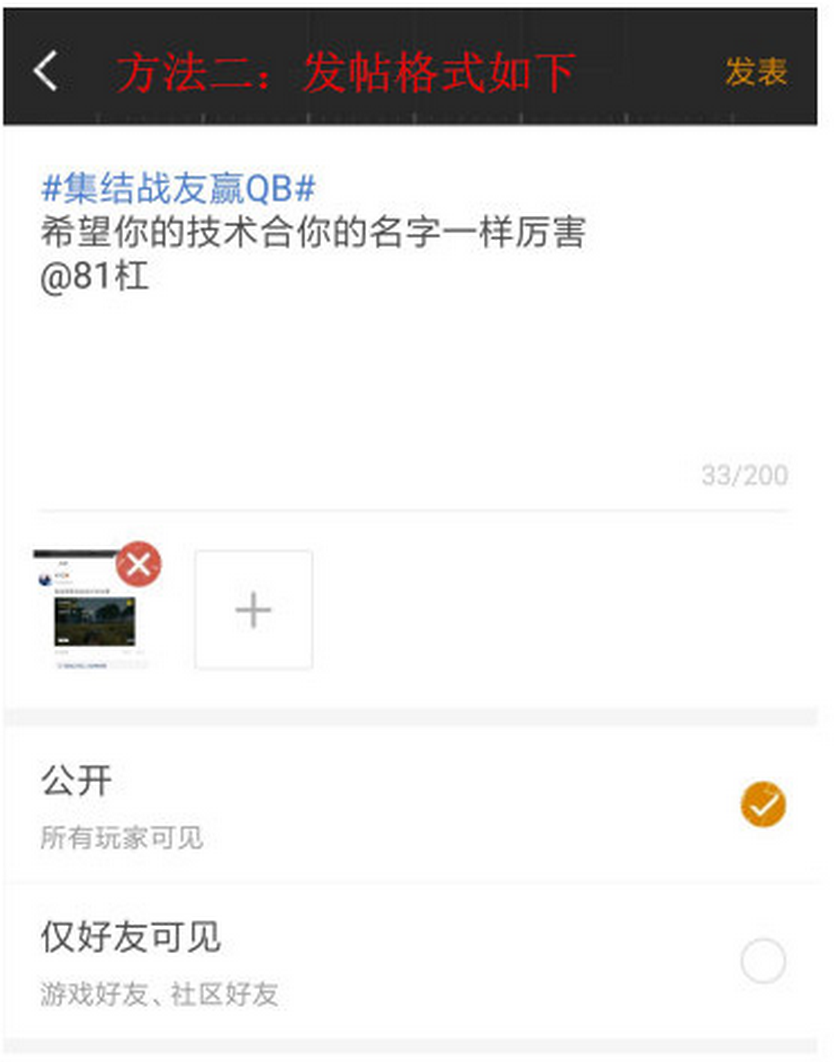 方法二：发帖格式如下
发表
#集结战友赢QB#
希望你的技术合你的名字一样厉害
@81杠
33/200
公开
所有玩家可见
仅好友可见
游戏好友、社区好友